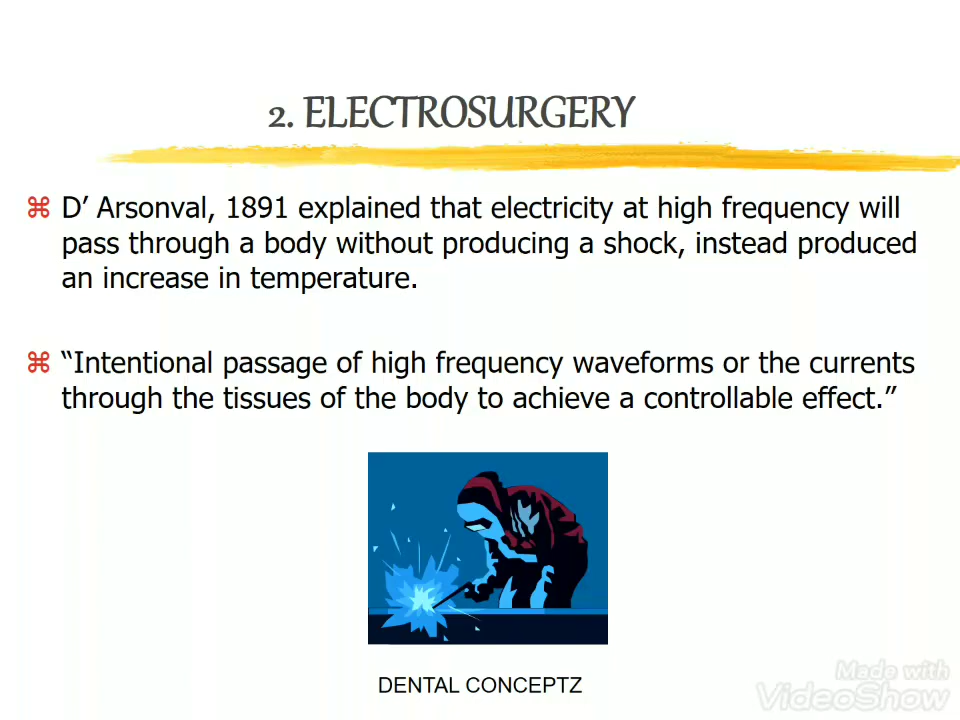 2. ELECTROSURGERY
⌘ D’ Arsonval, 1891 explained that electricity at high frequency will
pass through a body without producing a shock, instead produced
an increase in temperature.
⌘ “Intentional passage of high frequency waveforms or the currents
through the tissues of the body to achieve a controllable effect.”
DENTAL CONCEPTZ
Made with
VideoShow